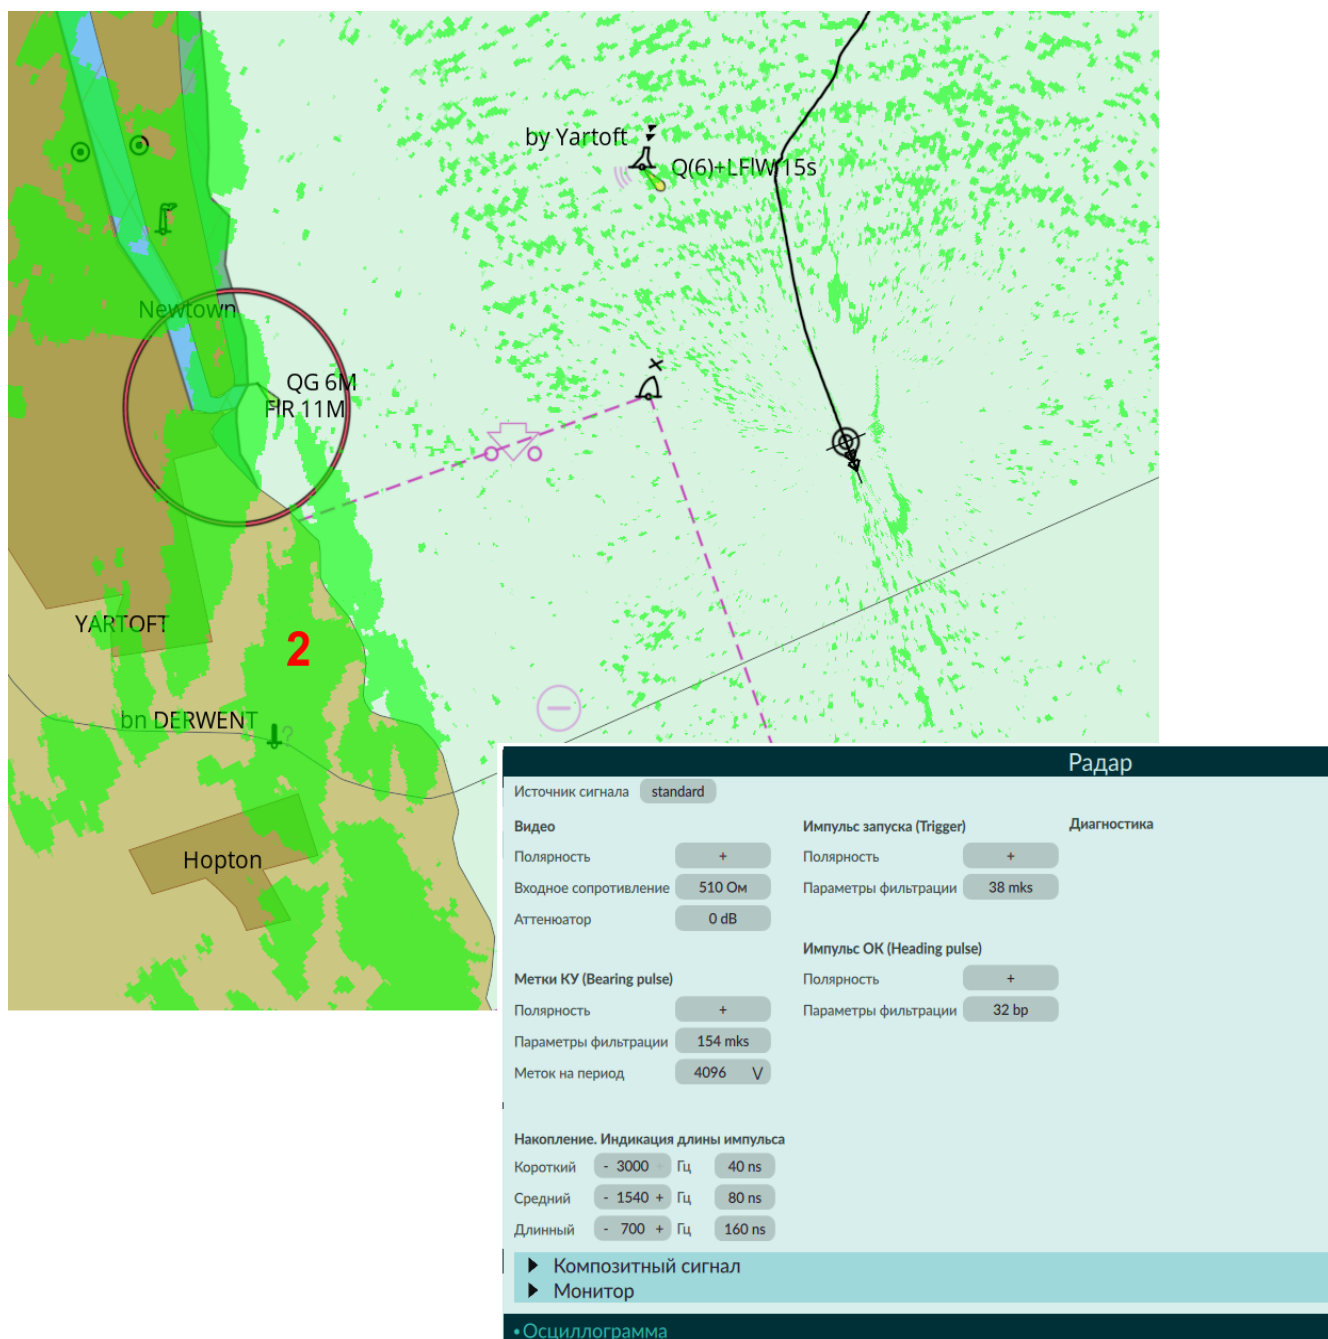 by Yartoft
Q(6)+LFlW 15s
Newtown
QG 6M
FlR 11M
YARTOFT
2
bn DERWENT
?
Hopton
Радар
Источник сигнала standard
Видео
Полярность +
Входное сопротивление 510 Ом
Аттенюатор 0 dB
Метки КУ (Bearing pulse)
Полярность +
Параметры фильтрации 154 mks
Меток на период 4096 V
Импульс запуска (Trigger)
Полярность +
Параметры фильтрации 38 mks
Импульс ОК (Heading pulse)
Полярность +
Параметры фильтрации 32 bp
Диагностика
Накопление. Индикация длины импульса
Короткий - 3000 + Гц 40 ns
Средний - 1540 + Гц 80 ns
Длинный - 700 + Гц 160 ns
Композитный сигнал
Монитор
•Осциллограмма